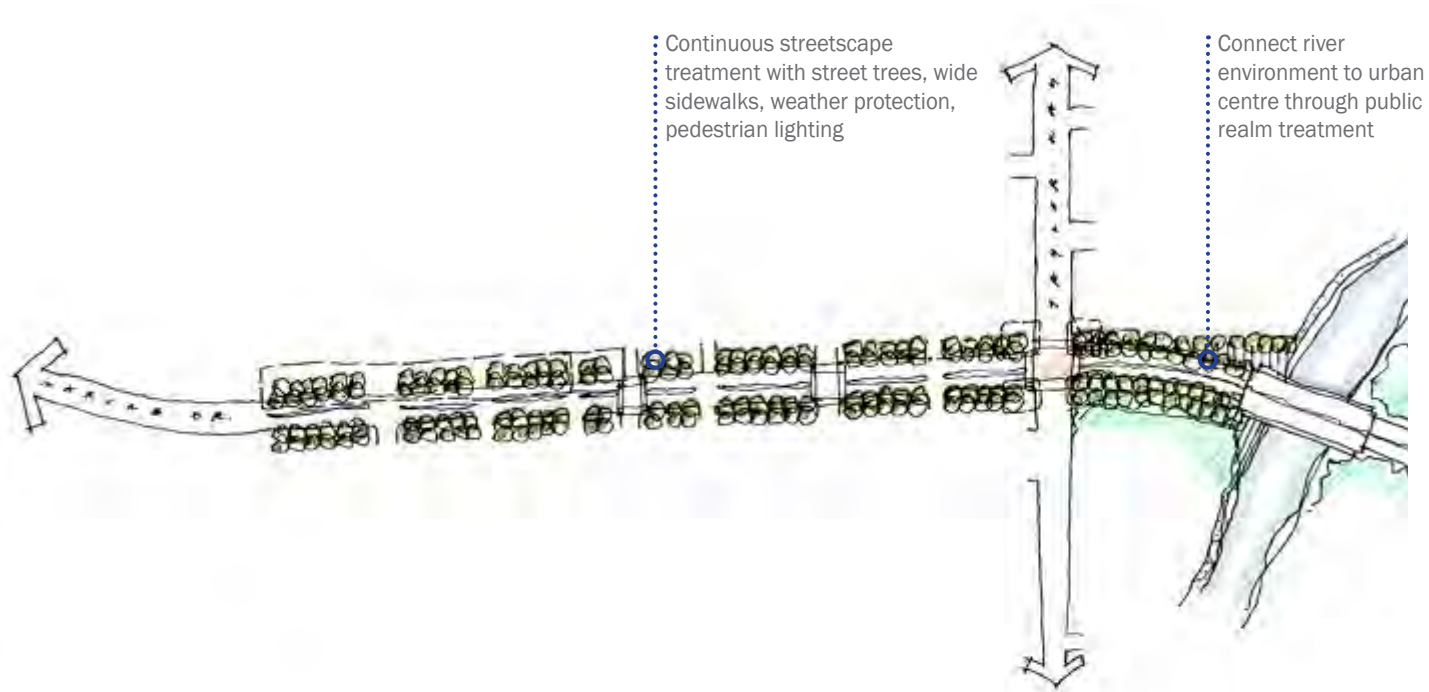 Continuous streetscape
treatment with street trees, wide
sidewalks, weather protection,
pedestrian lighting
Connect river
environment to urban
centre through public
realm treatment
DR.